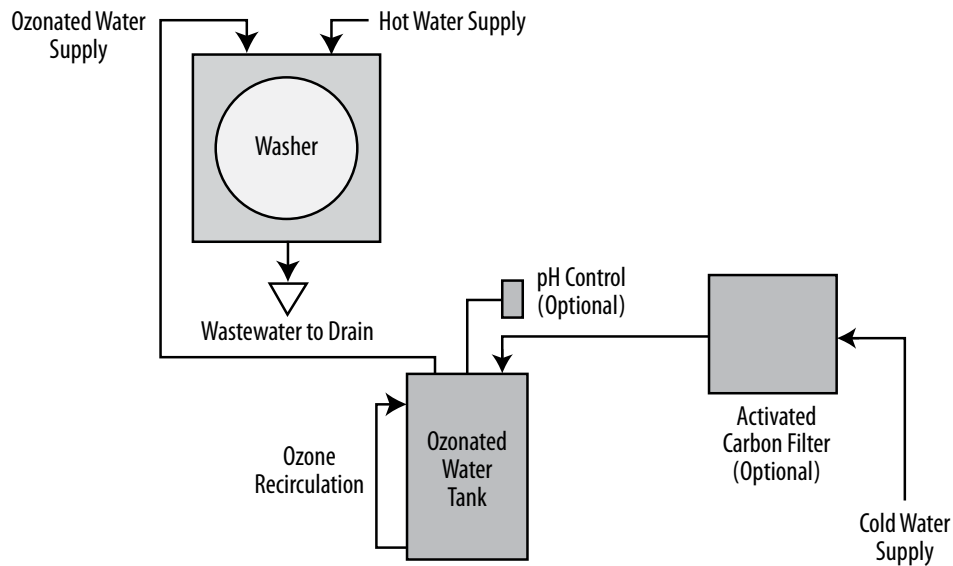 Ozonated Water
Supply
Hot Water Supply
Washer
Wastewater to Drain
pH Control
(Optional)
Ozone
Recirculation
Ozonated
Water
Tank
Activated
Carbon Filter
(Optional)
Cold Water
Supply